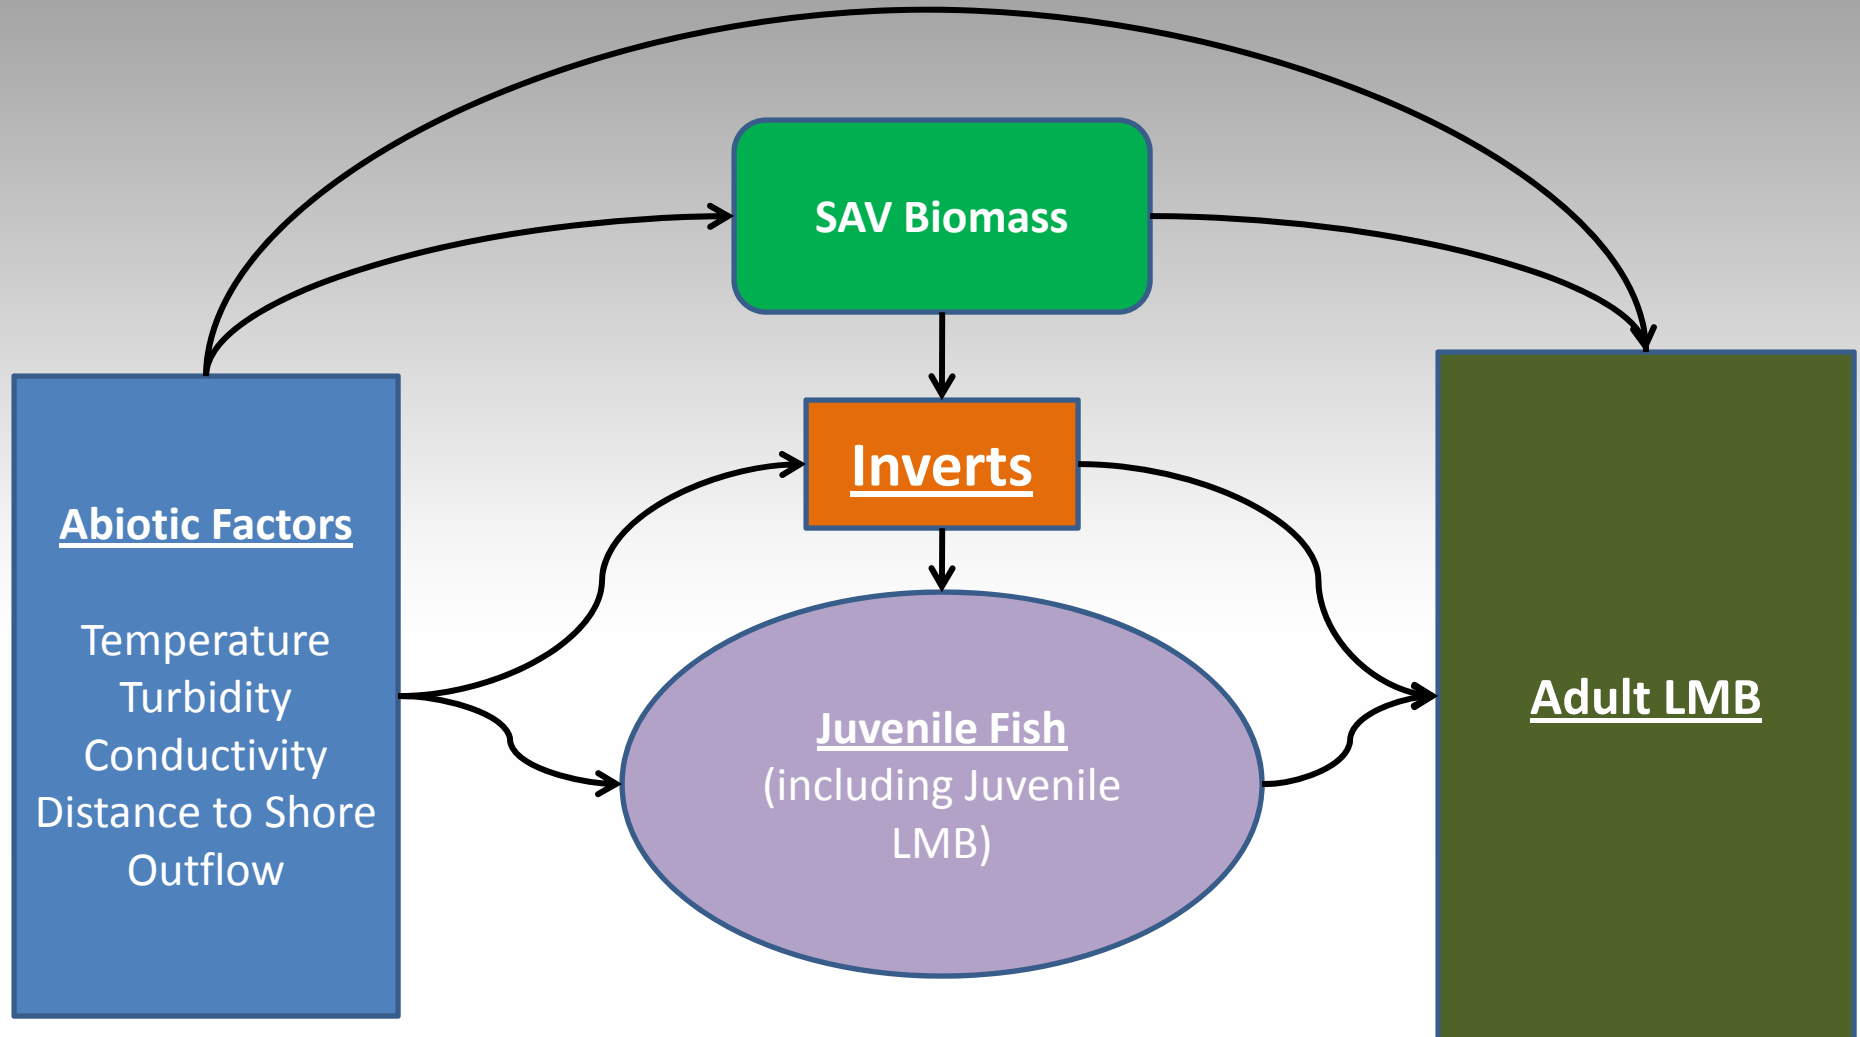 SAV Biomass
Inverts
Abiotic Factors
Temperature
Turbidity
Conductivity
Distance to Shore
Outflow
Juvenile Fish
(including Juvenile
LMB)
Adult LMB